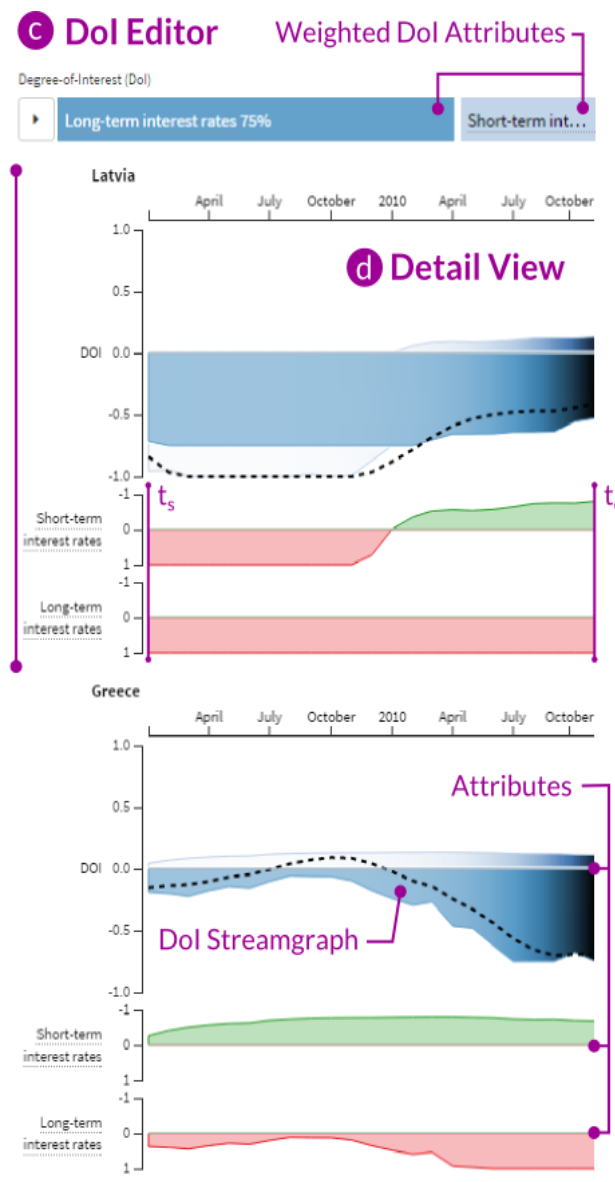 c DoI Editor
Weighted DoI Attributes
Degree-of-Interest (DoI)
Long-term interest rates 75%
Short-term int...
Latvia
April July October 2010 April July October
d Detail View
1.0
0.5
DOI 0.0
-0.5
-1.0
ts
t
-1
Short-term
interest rates
0
1
-1
Long-term
interest rates
0
1
Greece
April July October 2010 April July October
1.0
Attributes
0.5
DOI 0.0
-0.5
DoI Streamgraph
-1.0
-1
Short-term
interest rates
0
1
-1
Long-term
interest rates
0
1